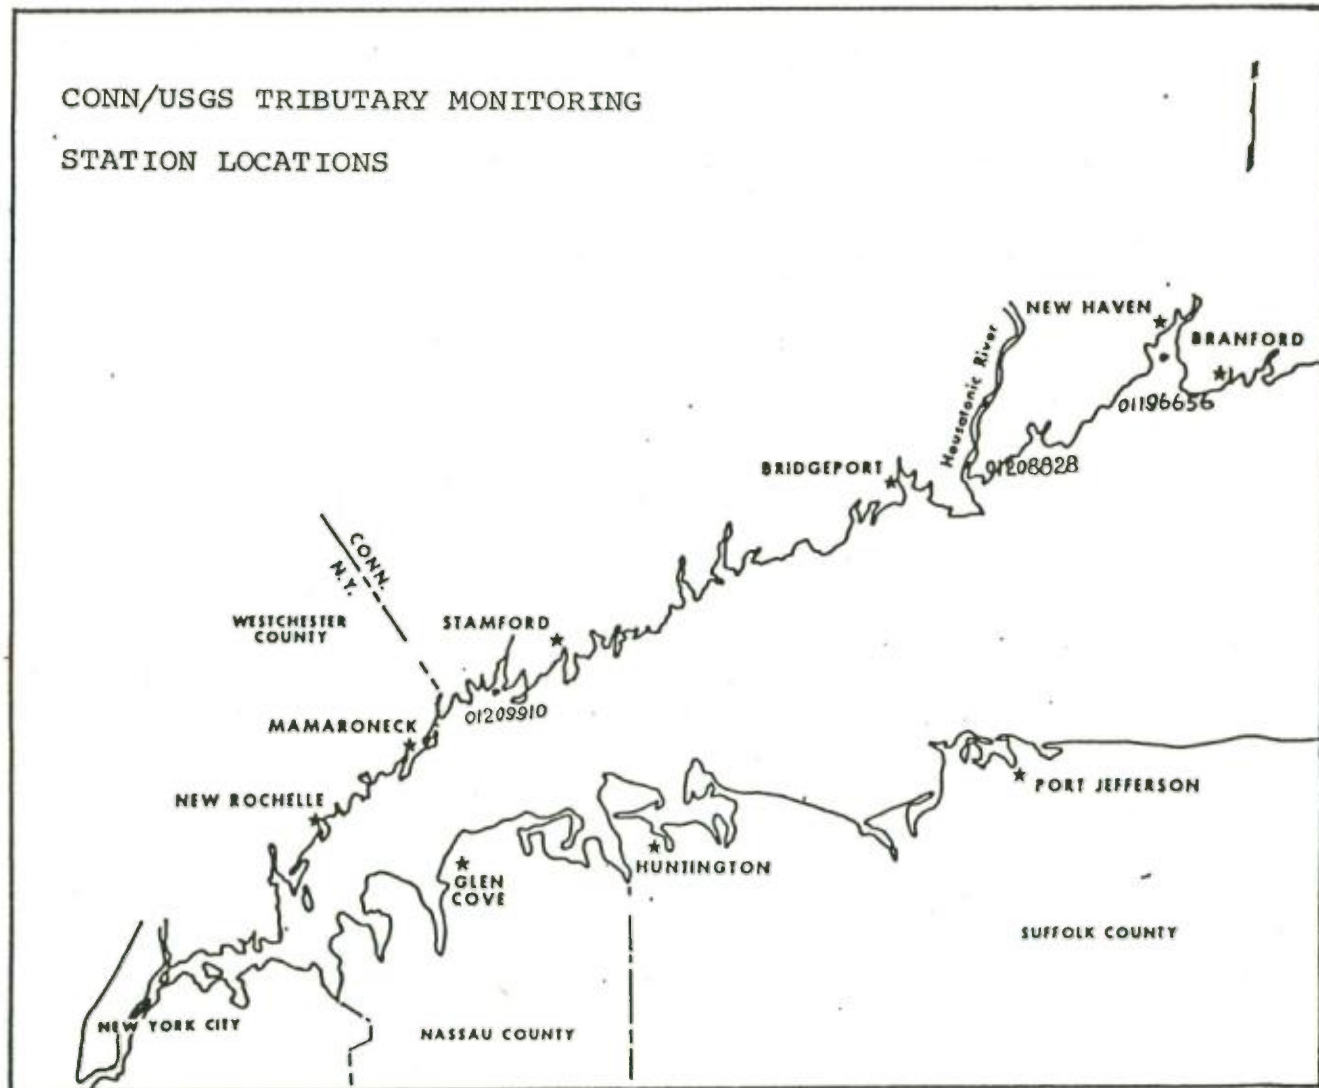 CONN/USGS TRIBUTARY MONITORING
STATION LOCATIONS
NEW HAVEN
BRANFORD
Housatonic River
01196656
BRIDGEPORT
01208828
CONN.
N.Y.
WESTCHESTER
COUNTY
STAMFORD
01209910
MAMARONECK
NEW ROCHELLE
PORT JEFFERSON
HUNTINGTON
GLEN
COVE
SUFFOLK COUNTY
NEW YORK CITY
NASSAU COUNTY